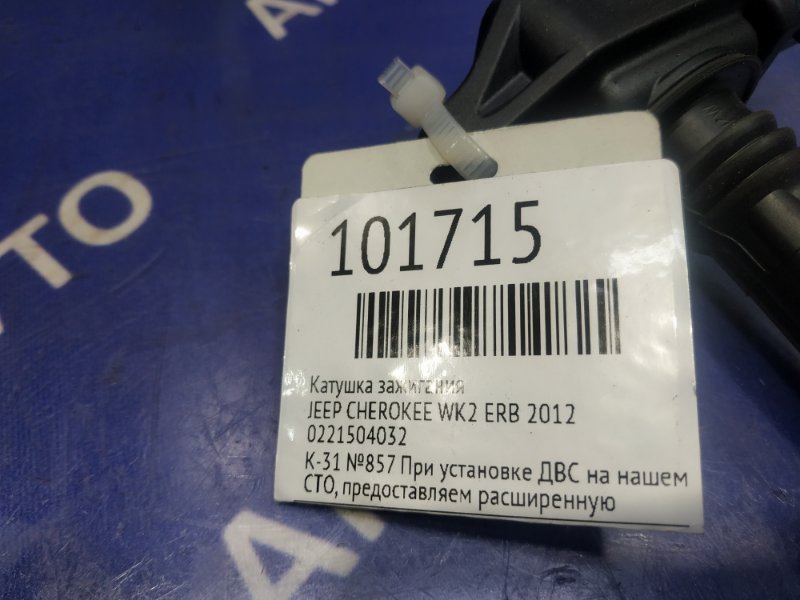 101715
Катушка зажигания
JEEP CHEROKEE WK2 ERB 2012
0221504032
К-31 №857 При установке ДВС на нашем
СТО, предоставляем расширенную